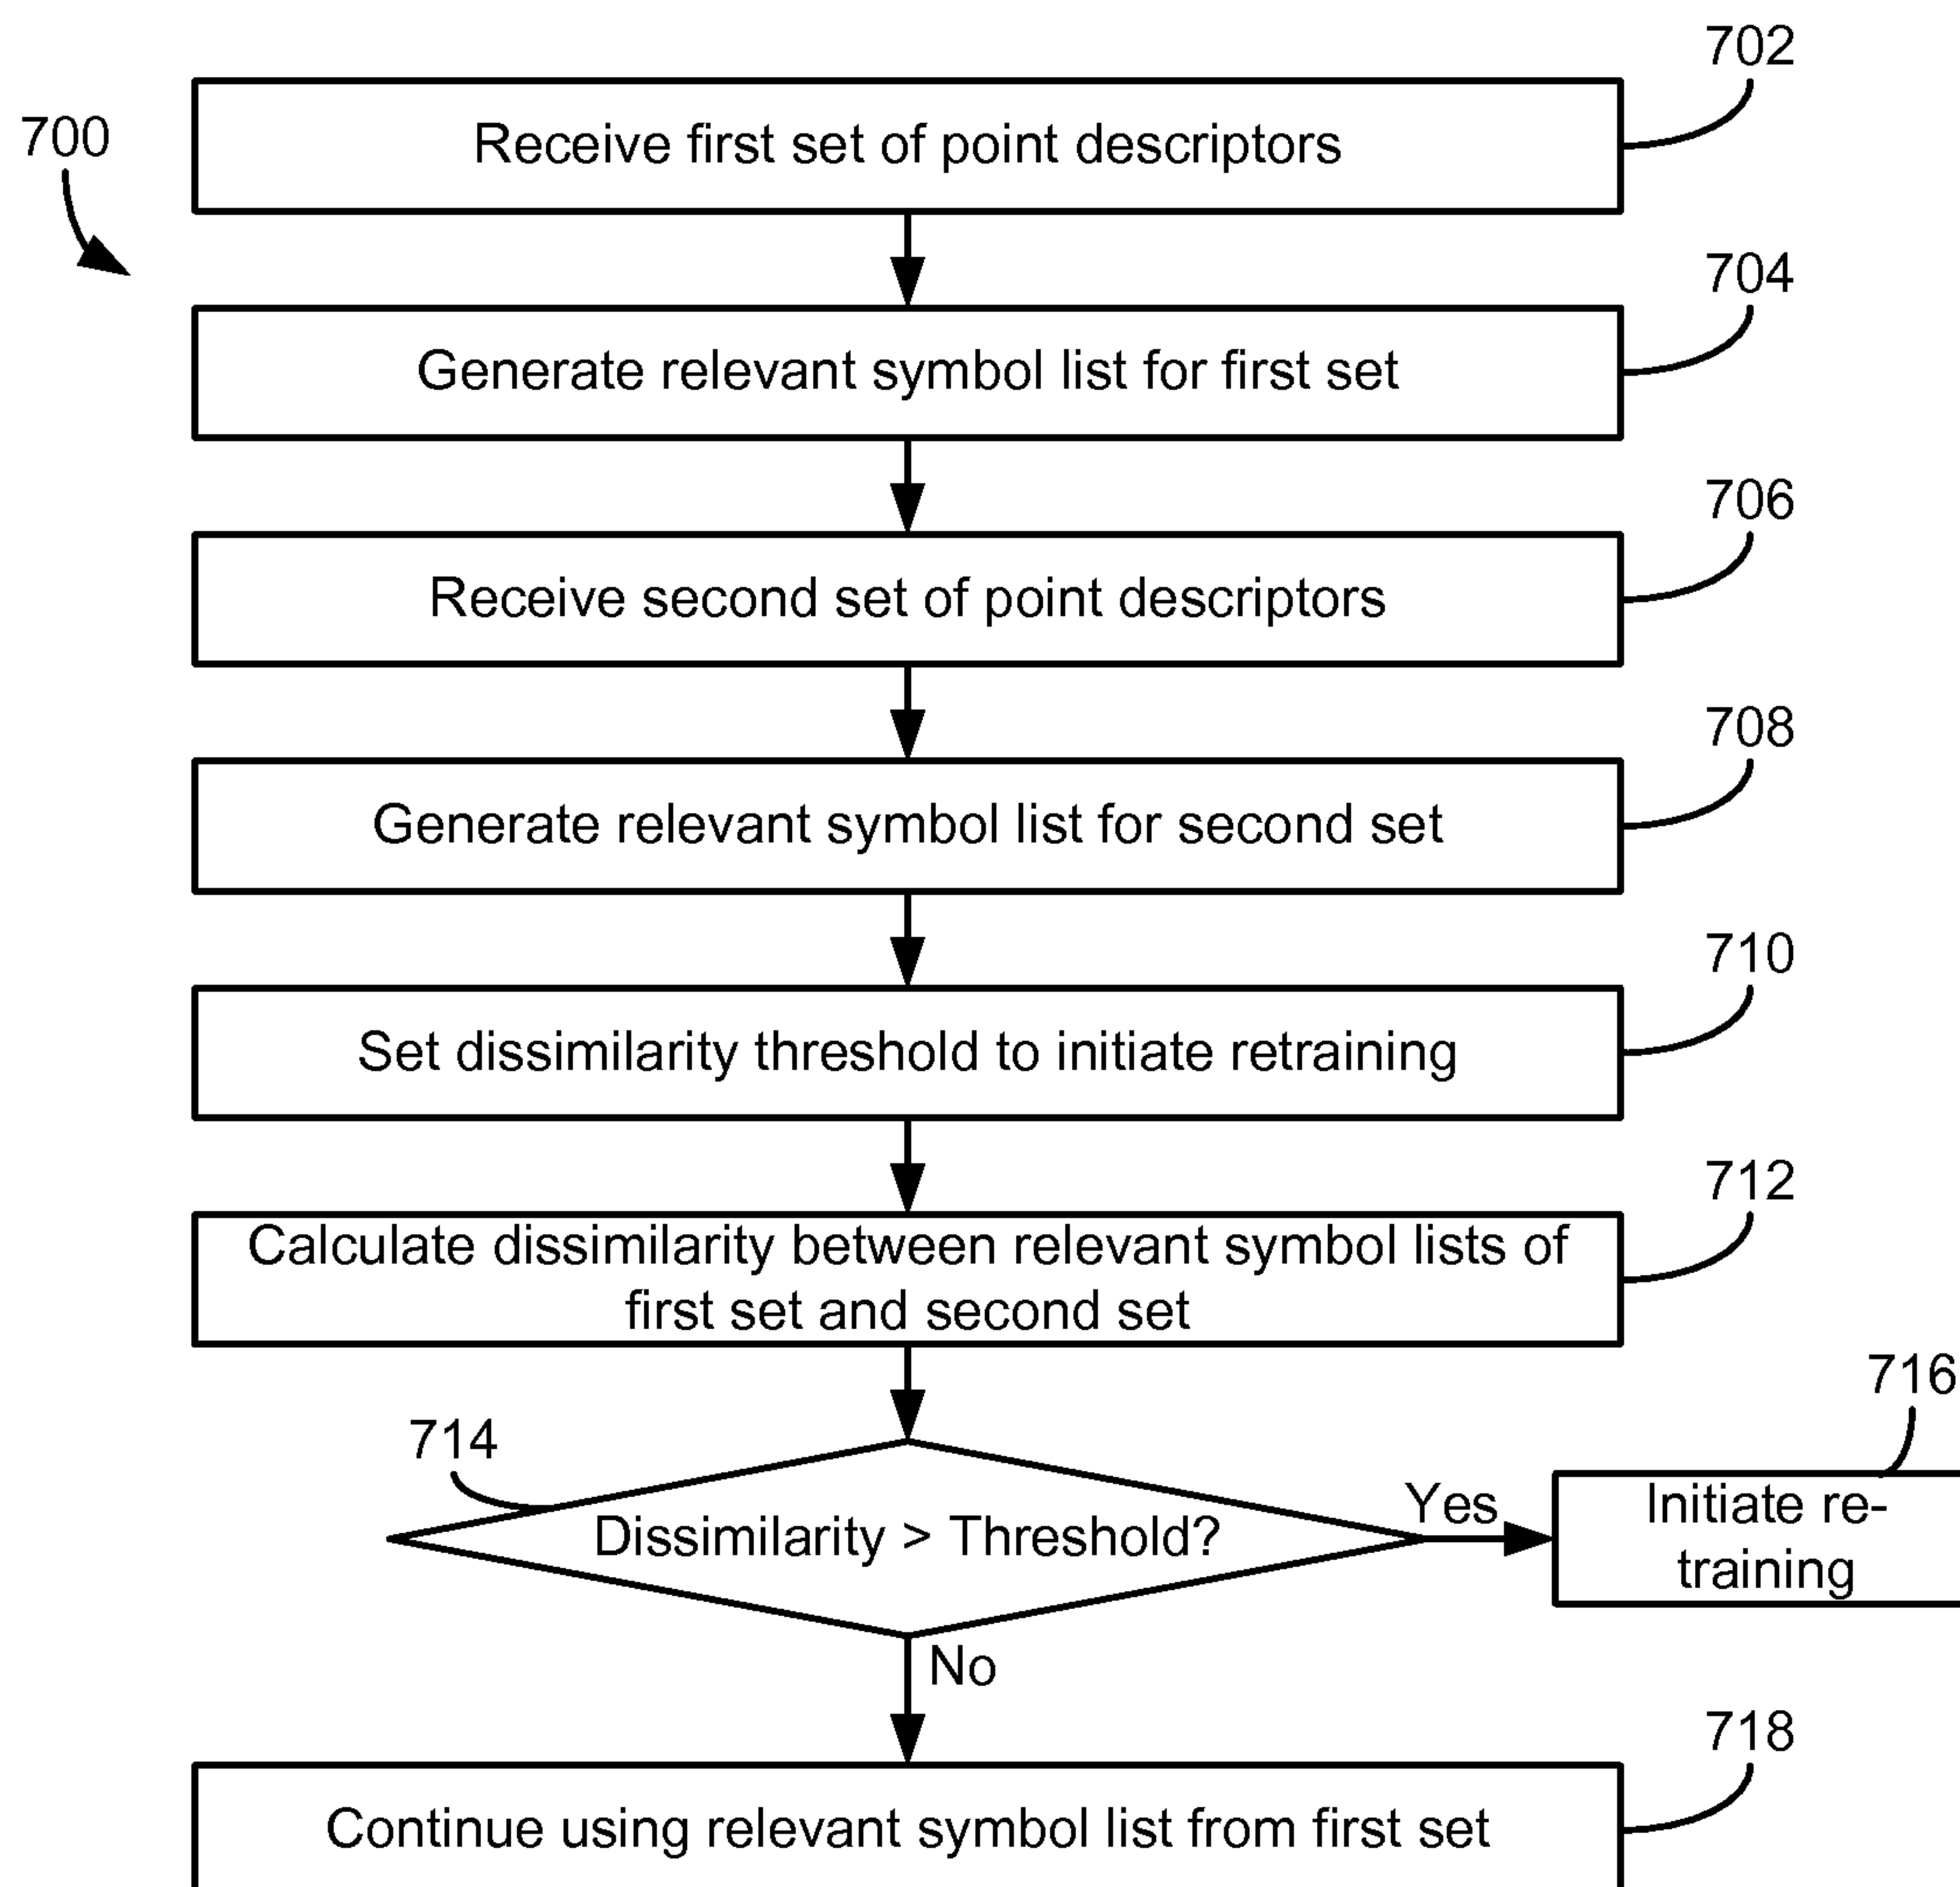 702
700
Receive first set of point descriptors
704
Generate relevant symbol list for first set
706
Receive second set of point descriptors
708
Generate relevant symbol list for second set
710
Set dissimilarity threshold to initiate retraining
712
Calculate dissimilarity between relevant symbol lists of
first set and second set
716
714
Dissimilarity > Threshold?
Yes
Initiate re-
training
No
718
Continue using relevant symbol list from first set